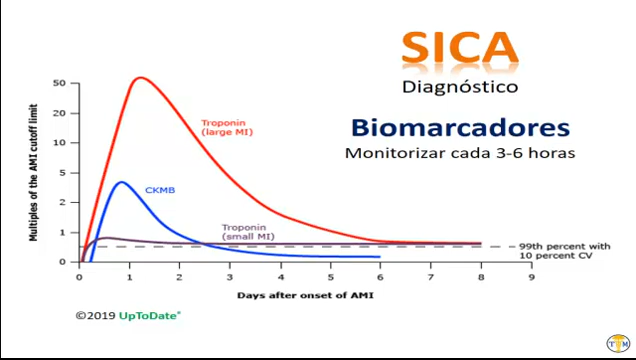 SICA
Diagnóstico
Biomarcadores
Monitorizar cada 3-6 horas
Multiples of the AMI cutoff limit
50
20
10
5
2
1
0
Troponin
(large MI)
CKMB
Troponin
(small MI)
99th percent with
10 percent CV
0 1 2 3 4 5 6 7 8 9
Days after onset of AMI
©2019 UpToDate®
TM